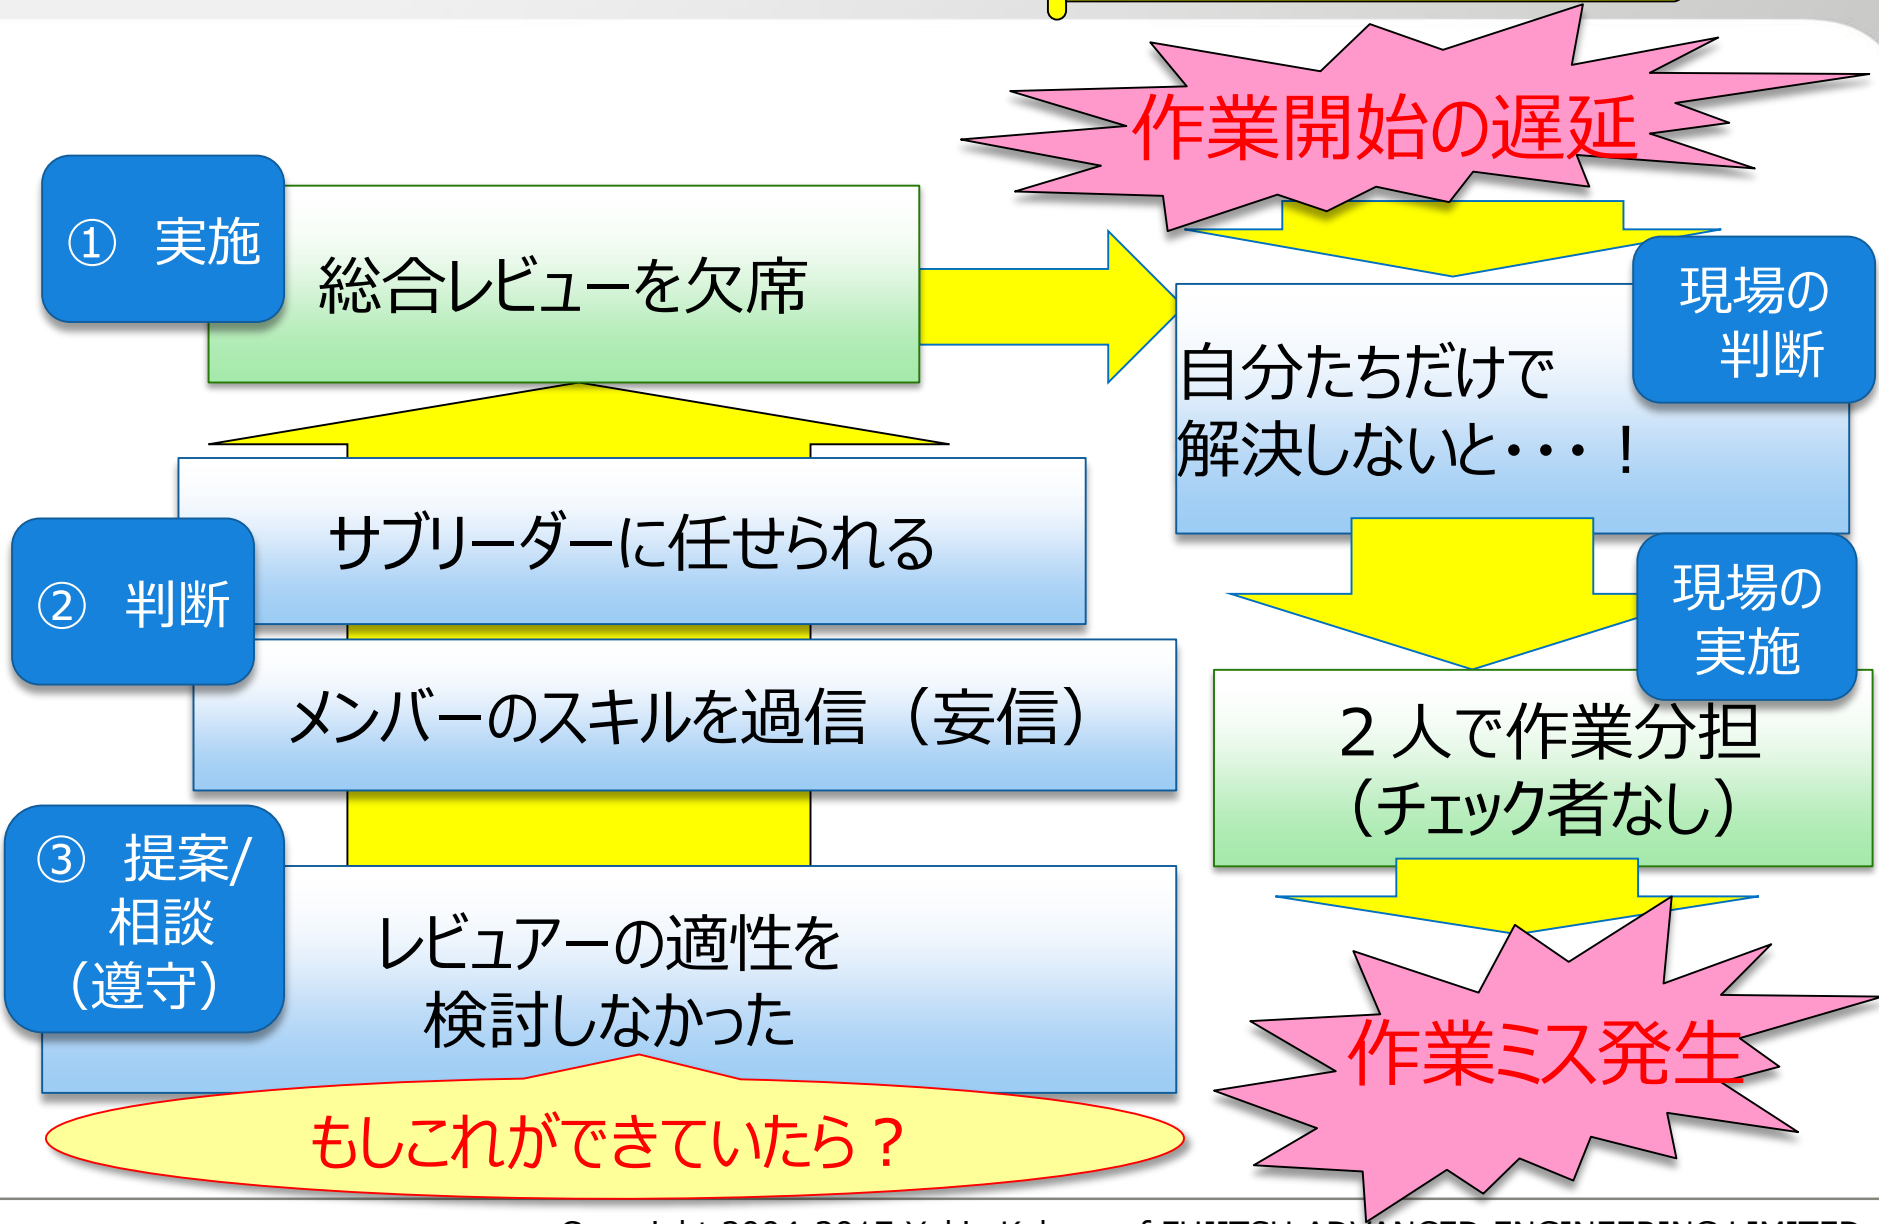 作業開始の遅延
① 実施
総合レビューを欠席
現場の
判断
自分たちだけで
解決しないと・・・！
② 判断
サブリーダーに任せられる
メンバーのスキルを過信（妄信）
現場の
実施
２人で作業分担
（チェック者なし）
③ 提案/
相談
（遵守）
レビュアーの適性を
検討しなかった
作業ミス発生
もしこれができていたら？